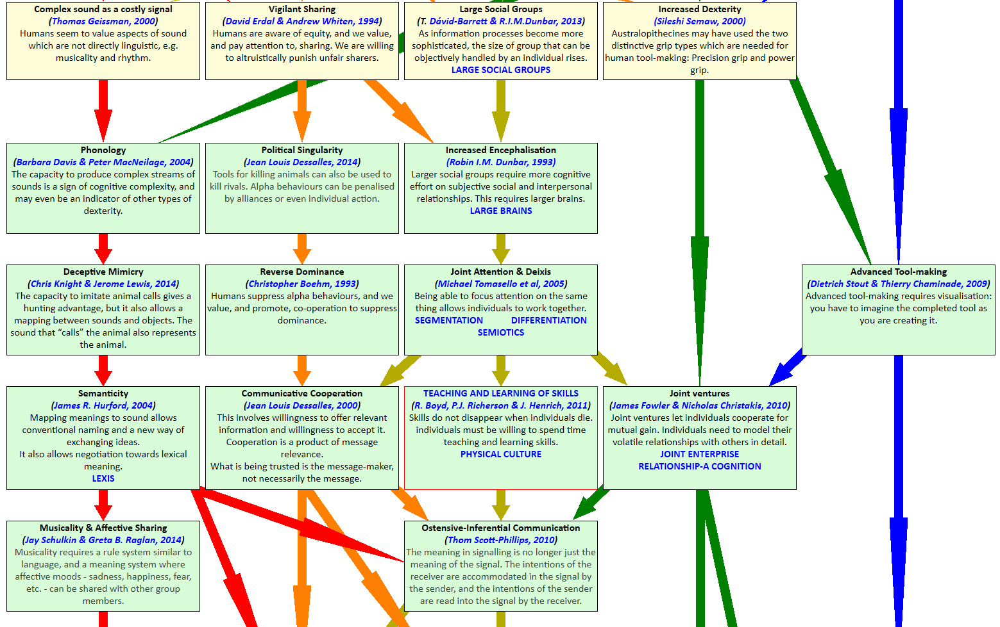 Complex sound as a costly signal
(Thomas Geissman, 2000)
Humans seem to value aspects of sound
which are not directly linguistic, e.g.
musicality and rhythm.
Vigilant Sharing
(David Erdal & Andrew Whiten, 1994)
Humans are aware of equity, and we value,
and pay attention to, sharing. We are willing
to altruistically punish unfair sharers.
Large Social Groups
(T. Dávid-Barrett & R.I.M.Dunbar, 2013)
As information processes become more
sophisticated, the size of group that can be
objectively handled by an individual rises.
LARGE SOCIAL GROUPS
Increased Dexterity
(Sileshi Semaw, 2000)
Australopithecines may have used the two
distinctive grip types which are needed for
human tool-making: Precision grip and power
grip.
Phonology
(Barbara Davis & Peter MacNeilage, 2004)
The capacity to produce complex streams of
sounds is a sign of cognitive complexity, and
may even be an indicator of other types of
dexterity.
Political Singularity
(Jean Louis Dessalles, 2014)
Tools for killing animals can also be used to
kill rivals. Alpha behaviours can be penalised
by alliances or even individual action.
Increased Encephalisation
(Robin I.M. Dunbar, 1993)
Larger social groups require more cognitive
effort on subjective social and interpersonal
relationships. This requires larger brains.
LARGE BRAINS
Deceptive Mimicry
(Chris Knight & Jerome Lewis, 2014)
The capacity to imitate animal calls gives a
hunting advantage, but it also allows a
mapping between sounds and objects. The
sound that “calls” the animal also represents
the animal.
Reverse Dominance
(Christopher Boehm, 1993)
Humans suppress alpha behaviours, and we
value, and promote, co-operation to suppress
dominance.
Joint Attention & Deixis
(Michael Tomasello et al, 2005)
Being able to focus attention on the same
thing allows individuals to work together.
SEGMENTATION DIFFERENTIATION
SEMIOTICS
Advanced Tool-making
(Dietrich Stout & Thierry Chaminade, 2009)
Advanced tool-making requires visualisation:
you have to imagine the completed tool as
you are creating it.
Semanticity
(James R. Hurford, 2004)
Mapping meanings to sound allows
conventional naming and a new way of
exchanging ideas.
It also allows negotiation towards lexical
meaning.
LEXIS
Communicative Cooperation
(Jean Louis Dessalles, 2000)
This involves willingness to offer relevant
information and willingness to accept it.
Cooperation is a product of message
relevance.
What is being trusted is the message-maker,
not necessarily the message.
TEACHING AND LEARNING OF SKILLS
(R. Boyd, P.J. Richerson & J. Henrich, 2011)
Skills do not disappear when individuals die.
individuals must be willing to spend time
teaching and learning skills.
PHYSICAL CULTURE
Joint ventures
(James Fowler & Nicholas Christakis, 2010)
Joint ventures let individuals cooperate for
mutual gain. Individuals need to model their
volatile relationships with others in detail.
JOINT ENTERPRISE
RELATIONSHIP-A COGNITION
Musicality & Affective Sharing
(Jay Schulkin & Greta B. Raglan, 2014)
Musicality requires a rule system similar to
language, and a meaning system where
affective moods - sadness, happiness, fear,
etc. - can be shared with other group
members.
Ostensive-Inferential Communication
(Thom Scott-Phillips, 2010)
The meaning in signalling is no longer just the
meaning of the signal. The intentions of the
receiver are accommodated in the signal by
the sender, and the intentions of the sender
are read into the signal by the receiver.